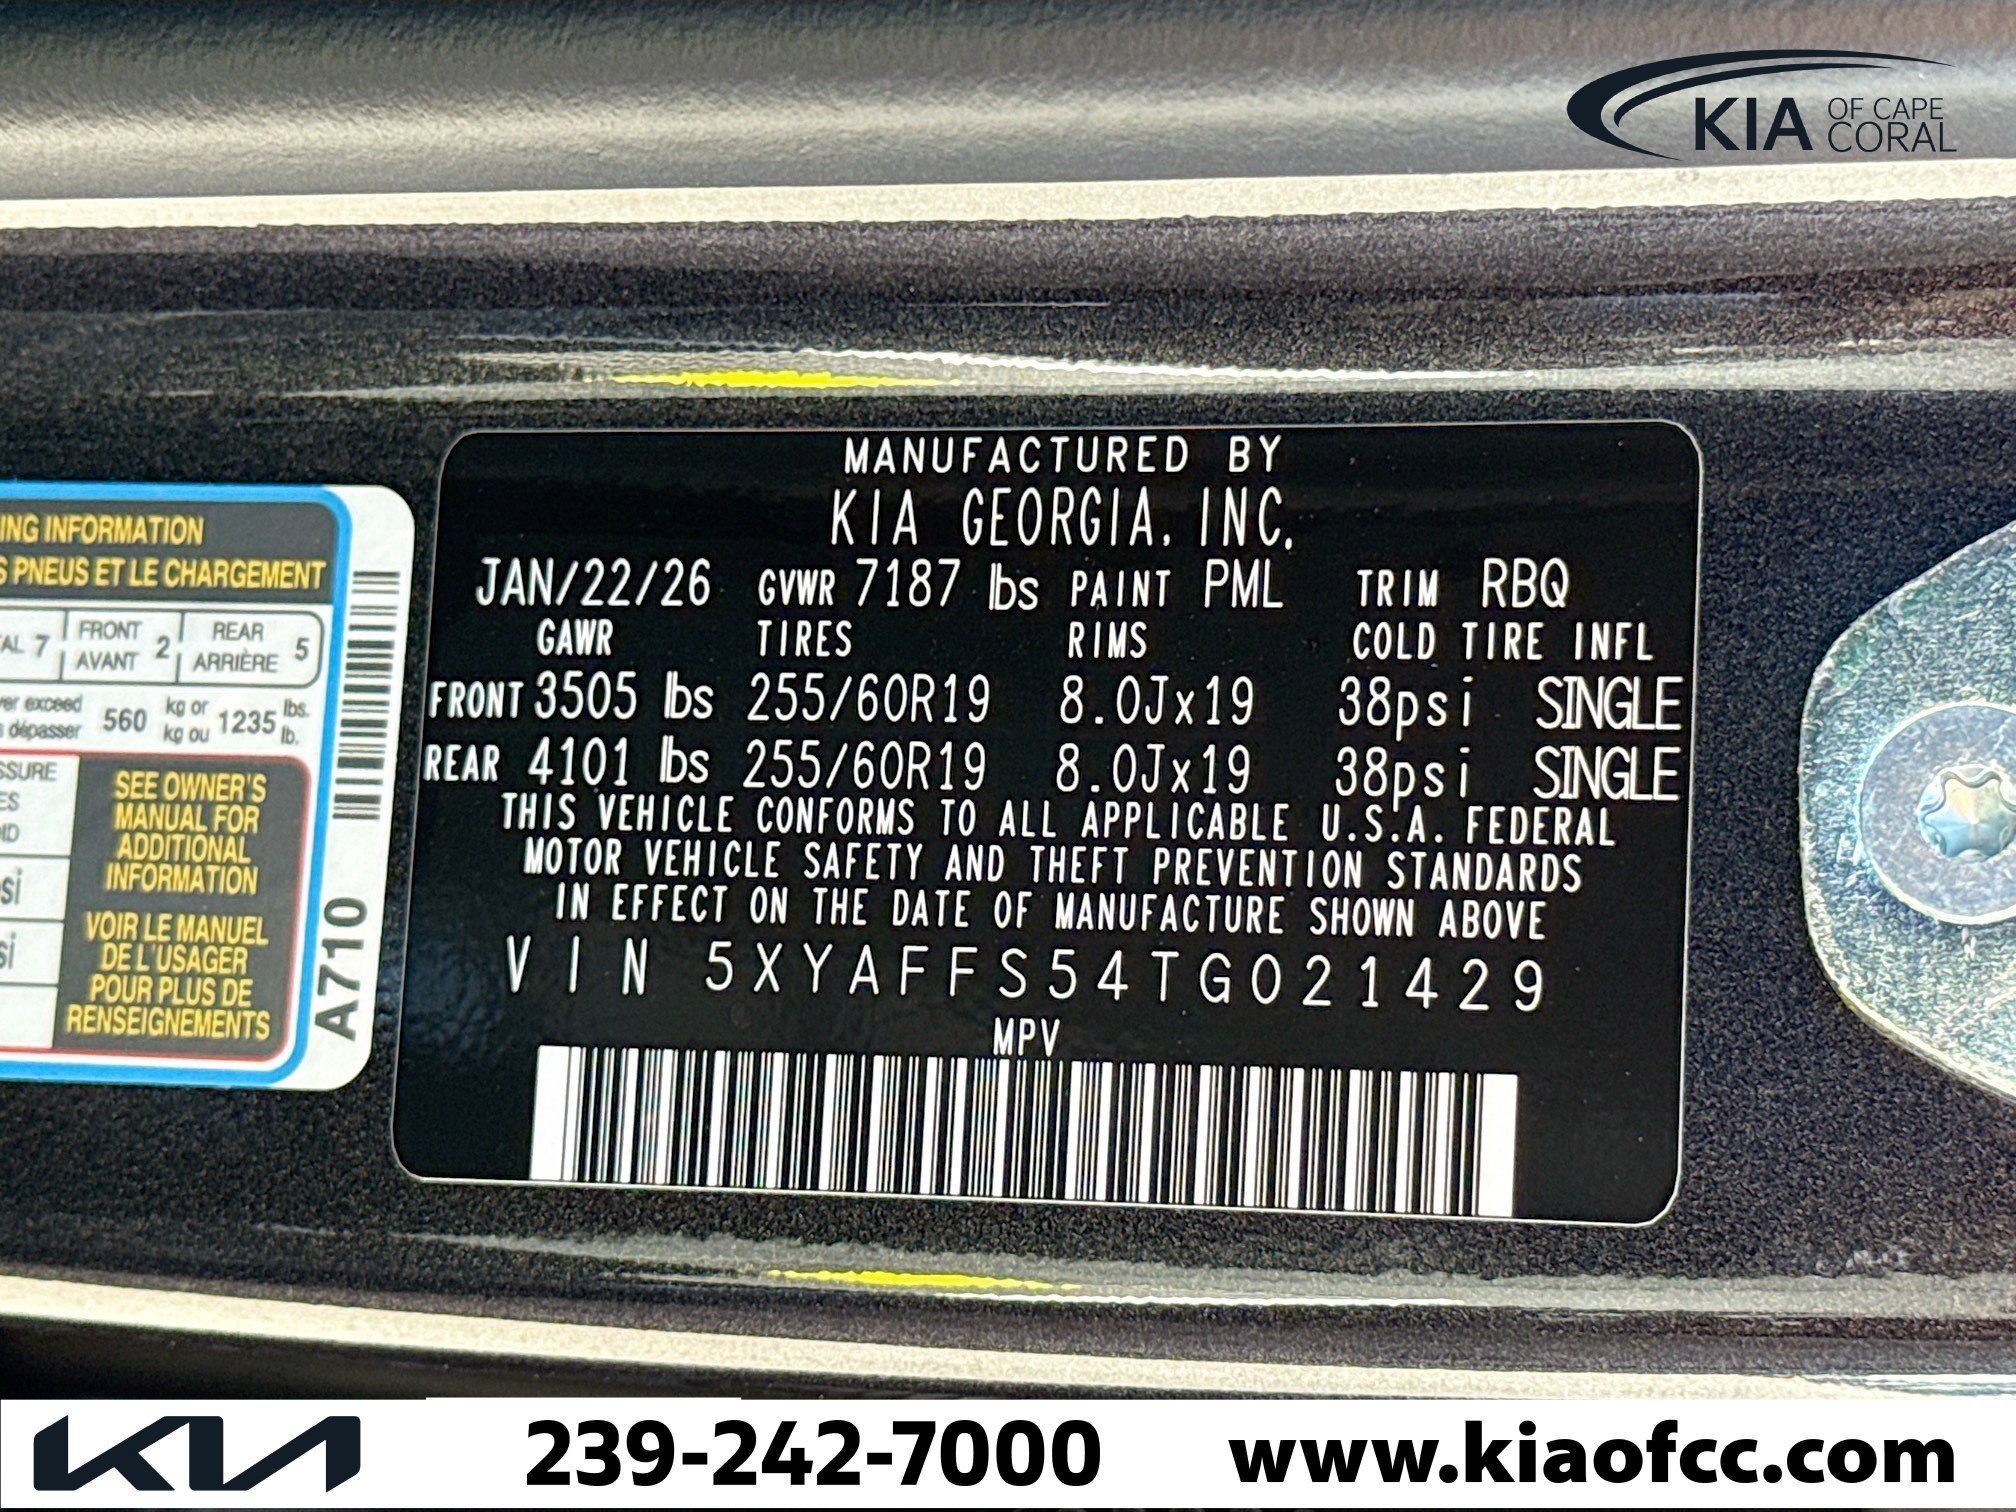 KIA OF CAPE CORAL
MANUFACTURED BY
KIA GEORGIA, INC.
JAN/22/26 GVWR 7187 lbs PAINT PML TRIM RBQ
GAWR TIRES RIMS COLD TIRE INFL
FRONT 3505 lbs 255/60R19 8.0Jx19 38psi SINGLE
REAR 4101 lbs 255/60R19 8.0Jx19 38psi SINGLE
THIS VEHICLE CONFORMS TO ALL APPLICABLE U.S.A. FEDERAL
MOTOR VEHICLE SAFETY AND THEFT PREVENTION STANDARDS
IN EFFECT ON THE DATE OF MANUFACTURE SHOWN ABOVE
VIN 5XYAFFS54TG021429
MPV
INFORMATION
PNEUS ET LE CHARGEMENT
7 FRONT AVANT 2 REAR ARRIÈRE 5
exceed
dépasser 560 kg or kg ou 1235 lbs. lb.
SEE OWNER'S
MANUAL FOR
ADDITIONAL
INFORMATION
VOIR LE MANUEL
DE L'USAGER
POUR PLUS DE
RENSEIGNEMENTS
A710
KIA
239-242-7000
www.kiaofcc.com